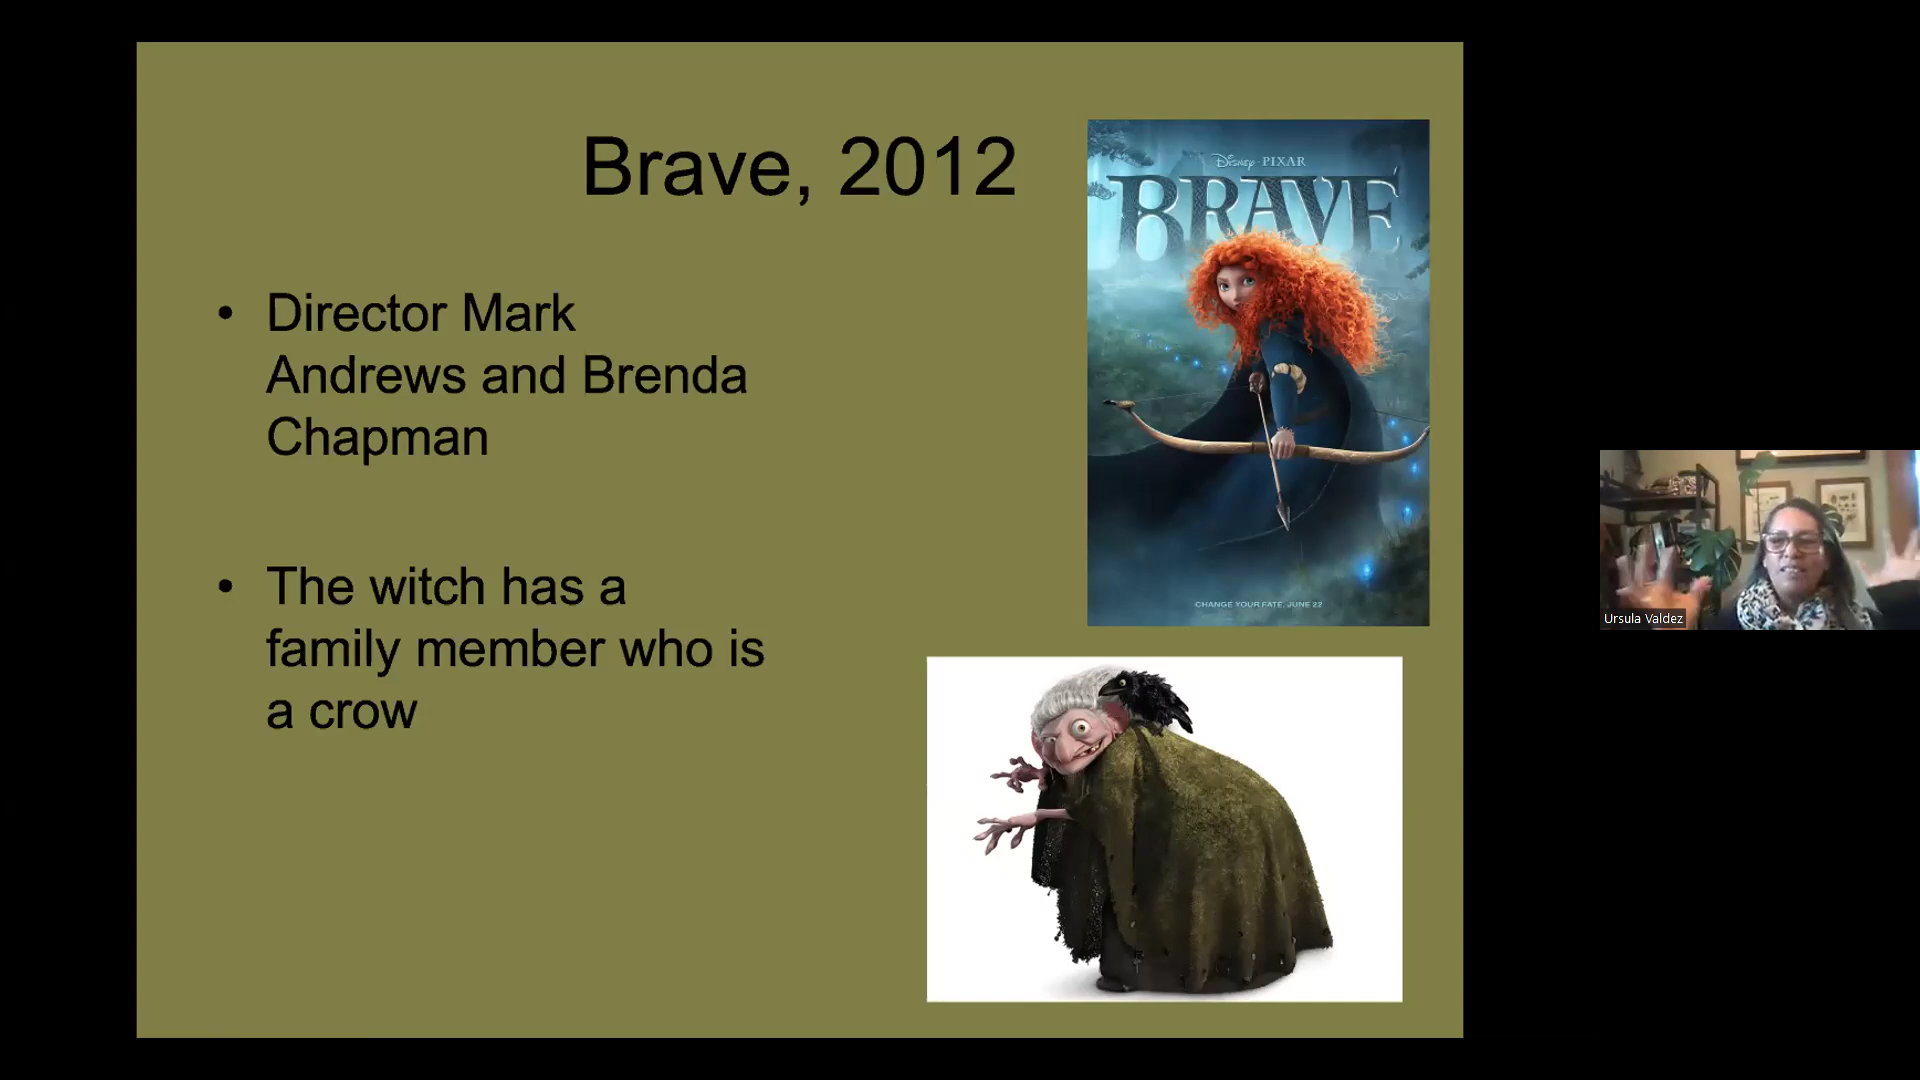 Brave, 2012
• Director Mark
Andrews and Brenda
Chapman
• The witch has a
family member who is
a crow
Disney · PIXAR
BRAVE
CHANGE YOUR FATE. JUNE 22
Ursula Valdez